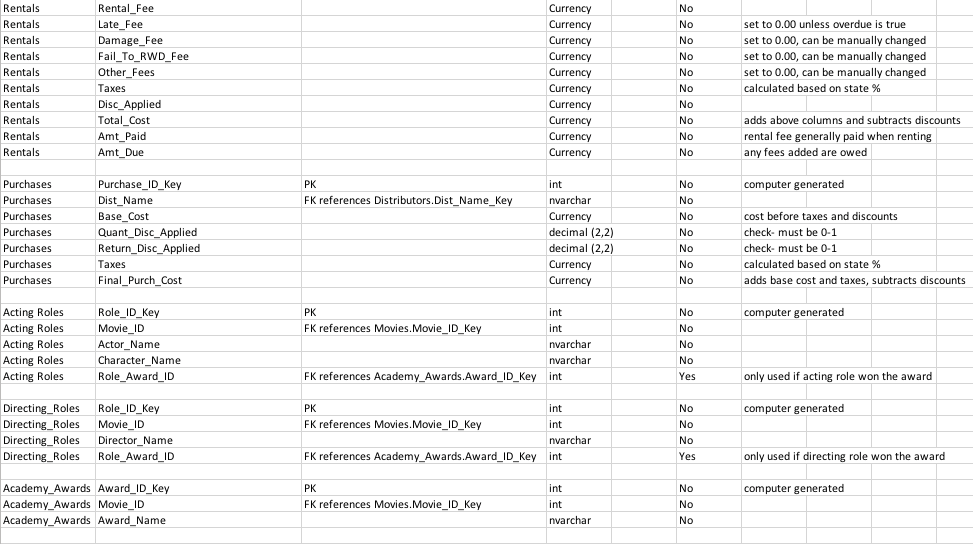 Rentals Rental_Fee Currency No
Rentals Late_Fee Currency No set to 0.00 unless overdue is true
Rentals Damage_Fee Currency No set to 0.00, can be manually changed
Rentals Fail_To_RWD_Fee Currency No set to 0.00, can be manually changed
Rentals Other_Fees Currency No set to 0.00, can be manually changed
Rentals Taxes Currency No calculated based on state %
Rentals Disc_Applied Currency No
Rentals Total_Cost Currency No adds above columns and subtracts discounts
Rentals Amt_Paid Currency No rental fee generally paid when renting
Rentals Amt_Due Currency No any fees added are owed
Purchases Purchase_ID_Key PK int No computer generated
Purchases Dist_Name FK references Distributors.Dist_Name_Key nvarchar No
Purchases Base_Cost Currency No cost before taxes and discounts
Purchases Quant_Disc_Applied decimal (2,2) No check- must be 0-1
Purchases Return_Disc_Applied decimal (2,2) No check- must be 0-1
Purchases Taxes Currency No calculated based on state %
Purchases Final_Purch_Cost Currency No adds base cost and taxes, subtracts discounts
Acting Roles Role_ID_Key PK int No computer generated
Acting Roles Movie_ID FK references Movies.Movie_ID_Key int No
Acting Roles Actor_Name nvarchar No
Acting Roles Character_Name nvarchar No
Acting Roles Role_Award_ID FK references Academy_Awards.Award_ID_Key int Yes only used if acting role won the award
Directing_Roles Role_ID_Key PK int No computer generated
Directing_Roles Movie_ID FK references Movies.Movie_ID_Key int No
Directing_Roles Director_Name nvarchar No
Directing_Roles Role_Award_ID FK references Academy_Awards.Award_ID_Key int Yes only used if directing role won the award
Academy_Awards Award_ID_Key PK int No computer generated
Academy_Awards Movie_ID FK references Movies.Movie_ID_Key int No
Academy_Awards Award_Name nvarchar No